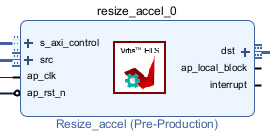 resize_accel_0
s_axi_control
src
ap_clk
ap_rst_n
Vitis™ HLS
dst
ap_local_block
interrupt
Resize_accel (Pre-Production)